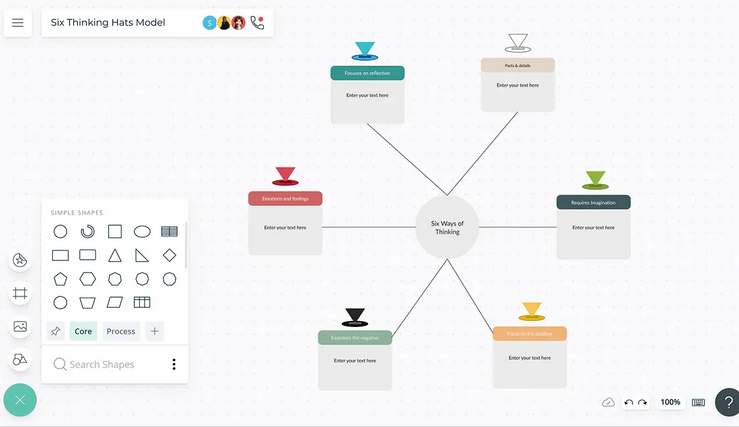 Six Thinking Hats Model
S
Focuses on reflection
Enter your text here
Facts & details
Enter your text here
Emotions and feelings
Enter your text here
Requires Imagination
Enter your text here
Six Ways of
Thinking
Examines the negative
Enter your text here
Focus on the positive
Enter your text here
SIMPLE SHAPES
Core
Process
+
Search Shapes
100%
?